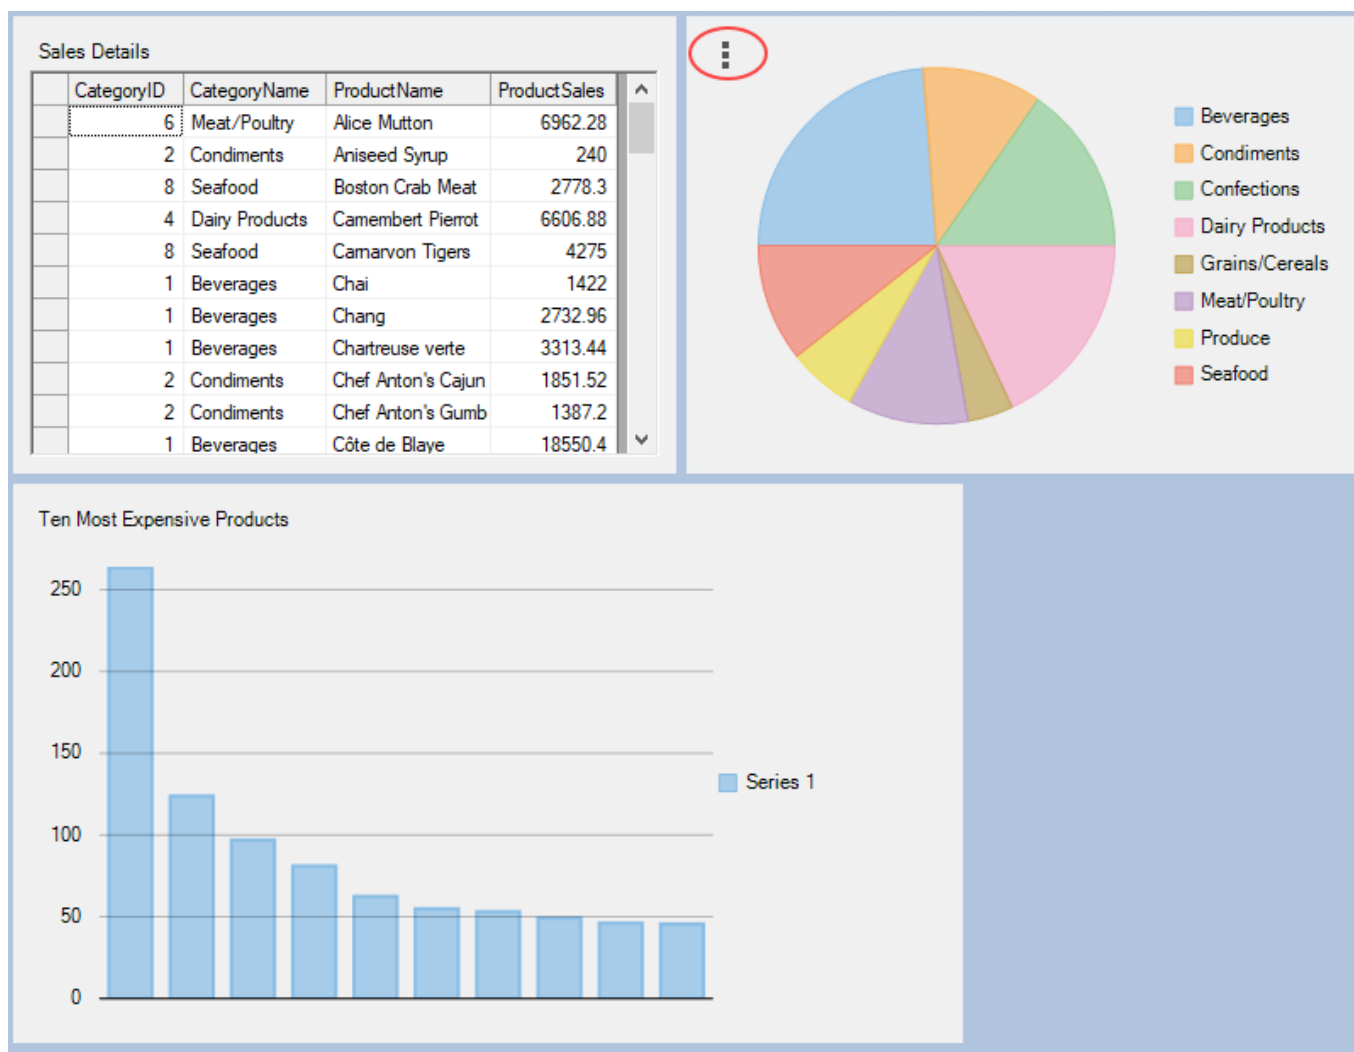 Sales Details
CategoryID CategoryName ProductName ProductSales
6 Meat/Poultry Alice Mutton 6962.28
2 Condiments Aniseed Syrup 240
8 Seafood Boston Crab Meat 2778.3
4 Dairy Products Camembert Pierrot 6606.88
8 Seafood Carnarvon Tigers 4275
1 Beverages Chai 1422
1 Beverages Chang 2732.96
1 Beverages Chartreuse verte 3313.44
2 Condiments Chef Anton's Cajun 1851.52
2 Condiments Chef Anton's Gumb 1387.2
1 Beverages Côte de Blaye 18550.4
Beverages
Condiments
Confections
Dairy Products
Grains/Cereals
Meat/Poultry
Produce
Seafood
Ten Most Expensive Products
250
200
150
100
50
0
Series 1